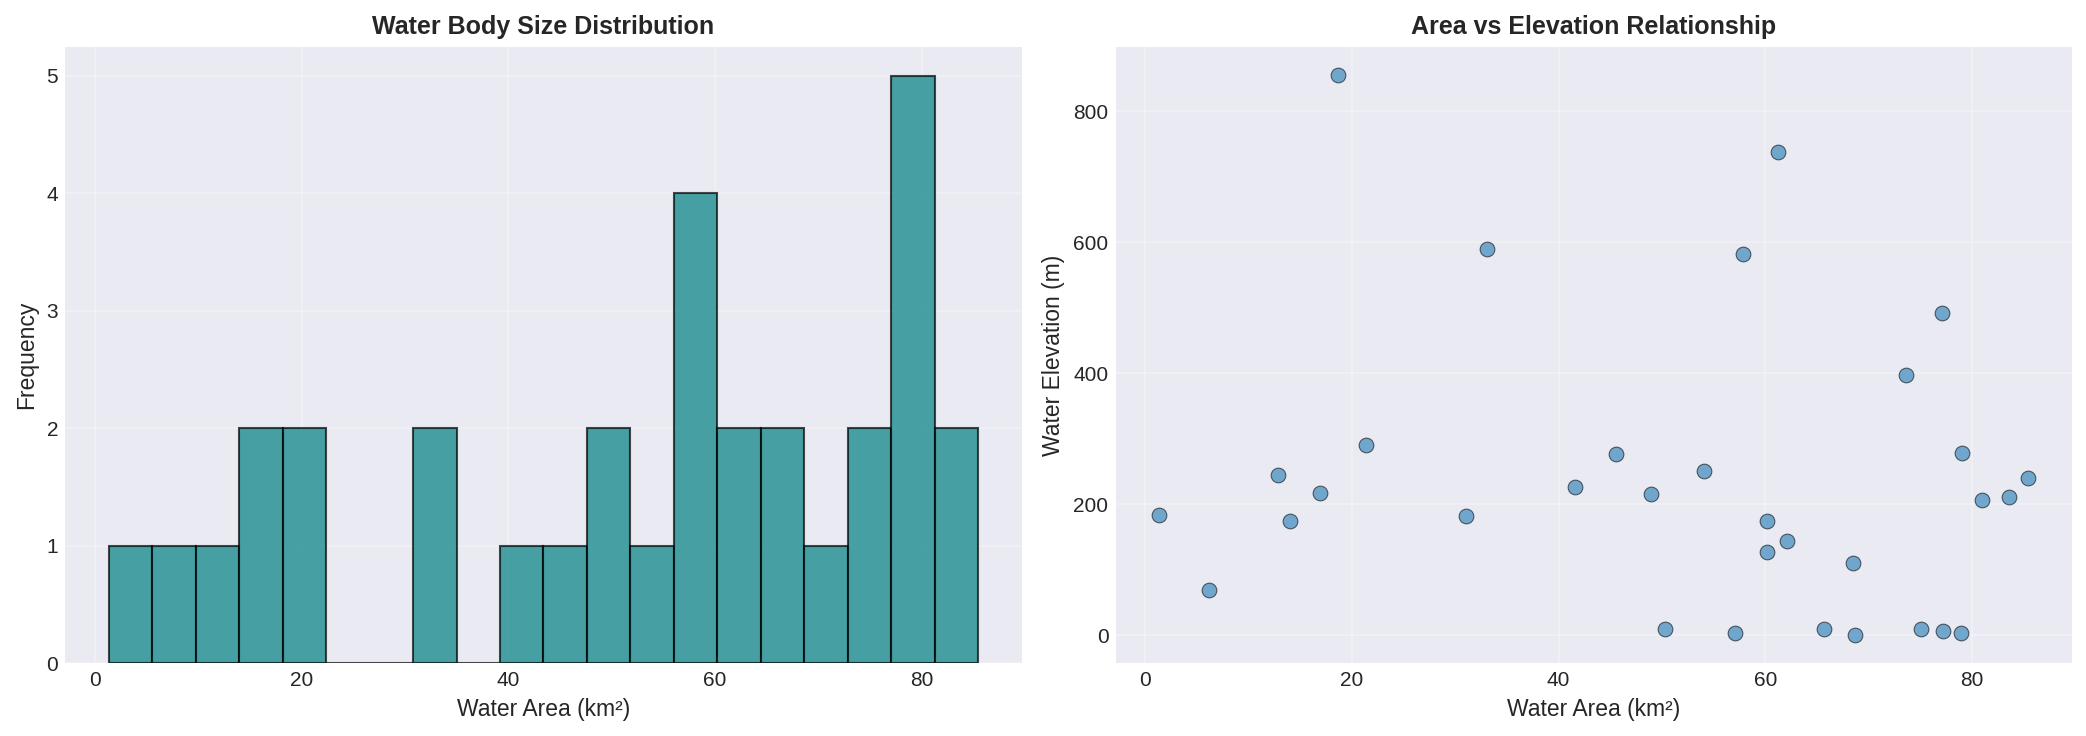 Water Body Size Distribution
5
4
3
2
1
0
Frequency
0 20 40 60 80
Water Area (km²)
Area vs Elevation Relationship
800
600
400
200
0
Water Elevation (m)
0 20 40 60 80
Water Area (km²)